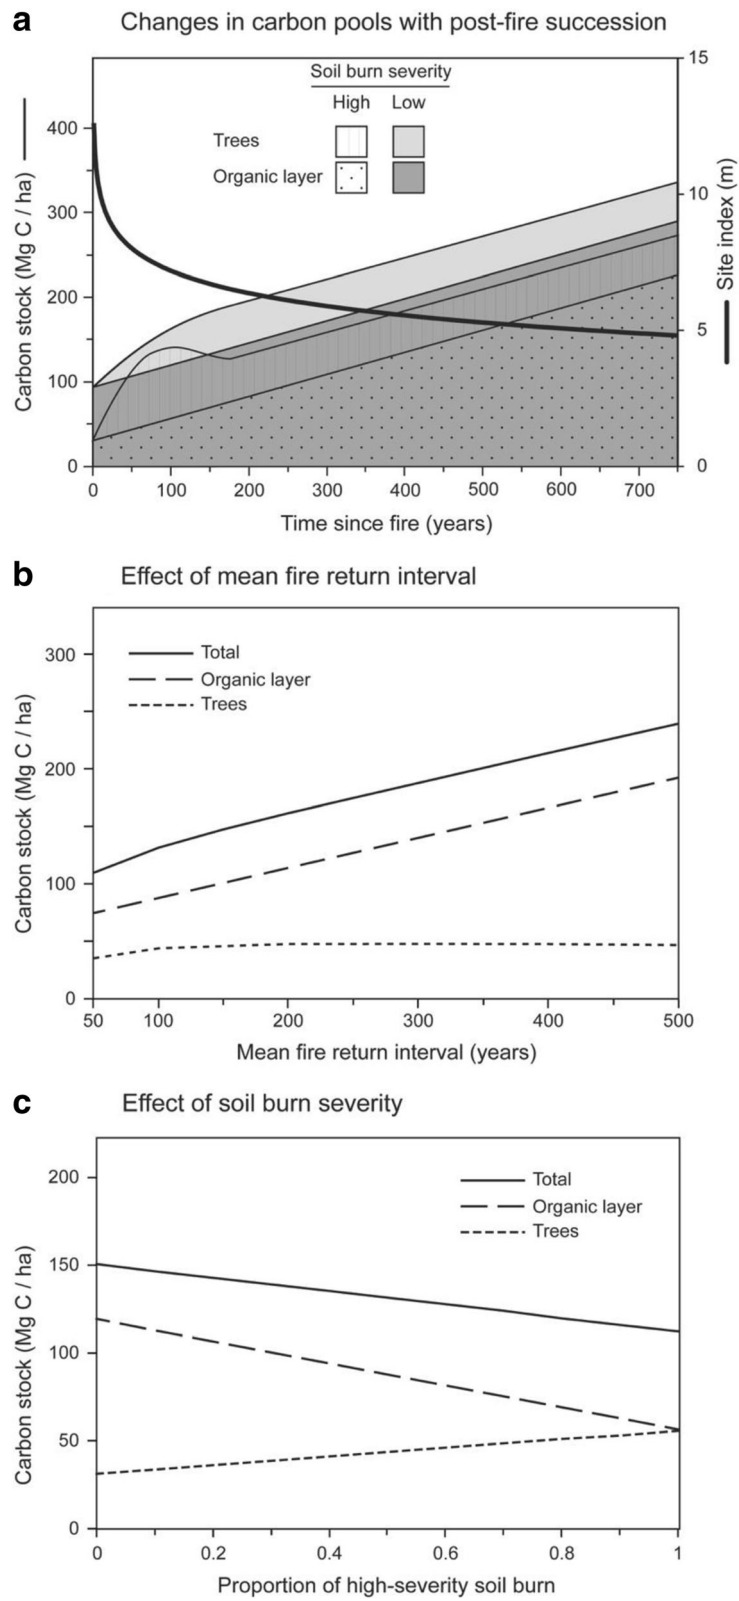 a
Changes in carbon pools with post-fire succession
Soil burn severity
High Low
Trees
Organic layer
Carbon stock (Mg C / ha)
400
300
200
100
0
15
10
5
0
Site index (m)
0 100 200 300 400 500 600 700
Time since fire (years)
b
Effect of mean fire return interval
Total
Organic layer
Trees
Carbon stock (Mg C / ha)
300
200
100
0
50 100 200 300 400 500
Mean fire return interval (years)
c
Effect of soil burn severity
Total
Organic layer
Trees
Carbon stock (Mg C / ha)
200
150
100
50
0
0 0.2 0.4 0.6 0.8 1
Proportion of high-severity soil burn